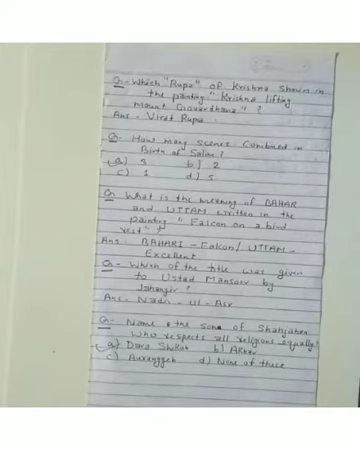 Q- Which "Rupa" of Krishna shown in
the painting "Krishna lifting
mount Govardhana"?
Ans - Virat Rupa
Q- How many scenes Combined in
Birth of Salim?
a) 3 b) 2
c) 1 d) 5
Q- What is the meaning of BAHAR
and UTTAM written in the
painting "Falcon on a bird
rest"?
Ans BAHARI - Falcon/ UTTAM -
Excellent
Q- Which of the title was given
to Ustad Mansoor by
Jahangir?
Ans- Nadir - Ul - Asr
Q- Name the sons of Shahjahan
who respects all religions equally?
a) Dara Shikoh b) Akbar
c) Aurangzeb d) None of these